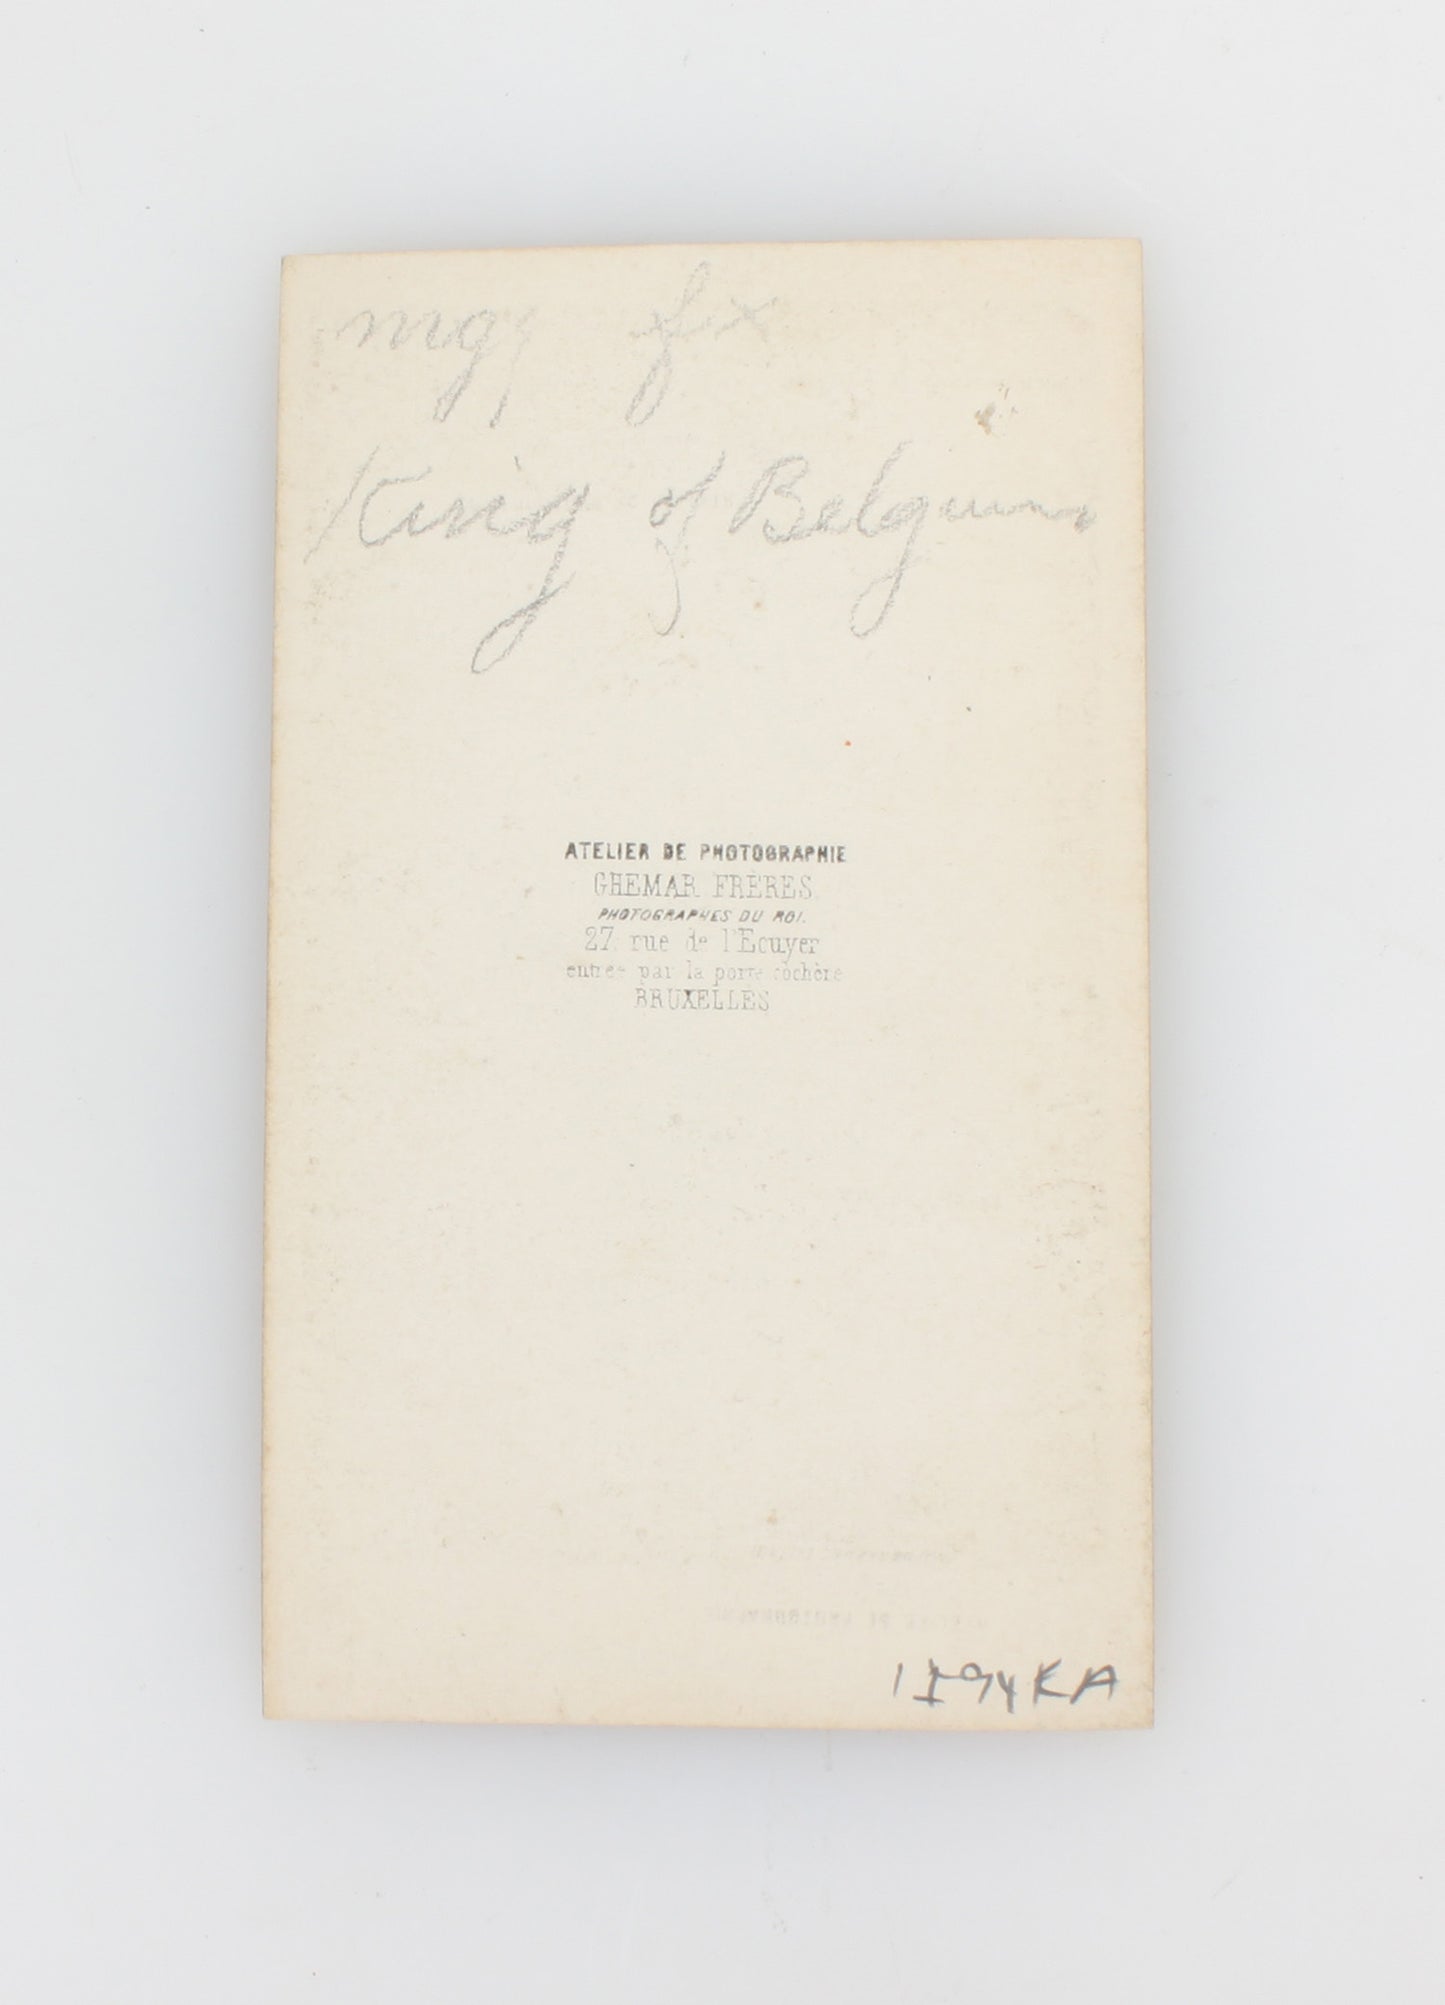 King of Belgium
ATELIER DE PHOTOGRAPHIE
GHEMAR FRÈRES
PHOTOGRAPHES DU ROI.
27, rue de l'Ecuyer
entrée par la porte cochère
BRUXELLES